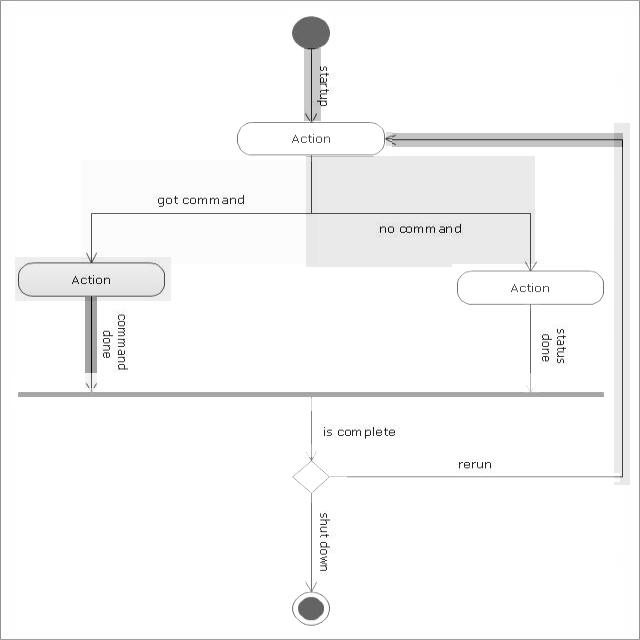 startup
Action
got command
no command
Action
Action
command
done
status
done
is complete
rerun
shut down